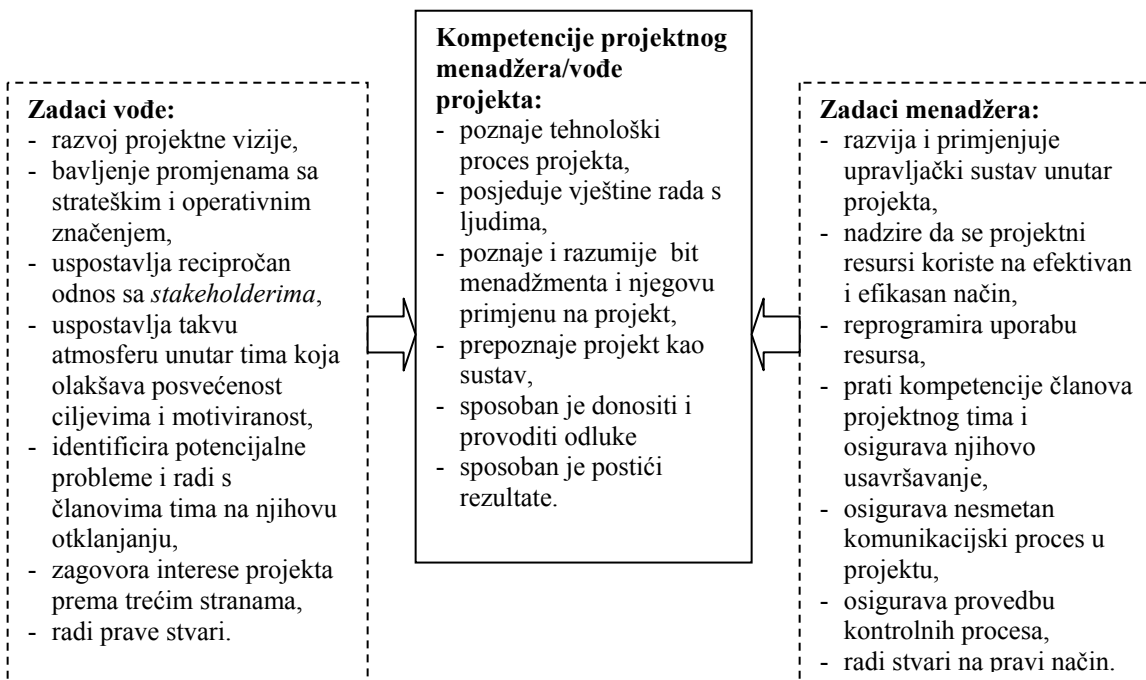 Zadaci vođe:
- razvoj projektne vizije,
- bavljenje promjenama sa
strateškim i operativnim
značenjem,
- uspostavlja recipročan
odnos sa stakeholderima,
- uspostavlja takvu
atmosferu unutar tima koja
olakšava posvećenost
ciljevima i motiviranost,
- identificira potencijalne
probleme i radi s
članovima tima na njihovu
otklanjanju,
- zagovora interese projekta
prema trećim stranama,
- radi prave stvari.
Kompetencije projektnog
menadžera/vođe
projekta:
- poznaje tehnološki
proces projekta,
- posjeduje vještine rada s
ljudima,
- poznaje i razumije bit
menadžmenta i njegovu
primjenu na projekt,
- prepoznaje projekt kao
sustav,
- sposoban je donositi i
provoditi odluke
- sposoban je postići
rezultate.
Zadaci menadžera:
- razvija i primjenjuje
upravljački sustav unutar
projekta,
- nadzire da se projektni
resursi koriste na efektivan
i efikasan način,
- reprogramira uporabu
resursa,
- prati kompetencije članova
projektnog tima i
osigurava njihovo
usavršavanje,
- osigurava nesmetan
komunikacijski proces u
projektu,
- osigurava provedbu
kontrolnih procesa,
- radi stvari na pravi način.